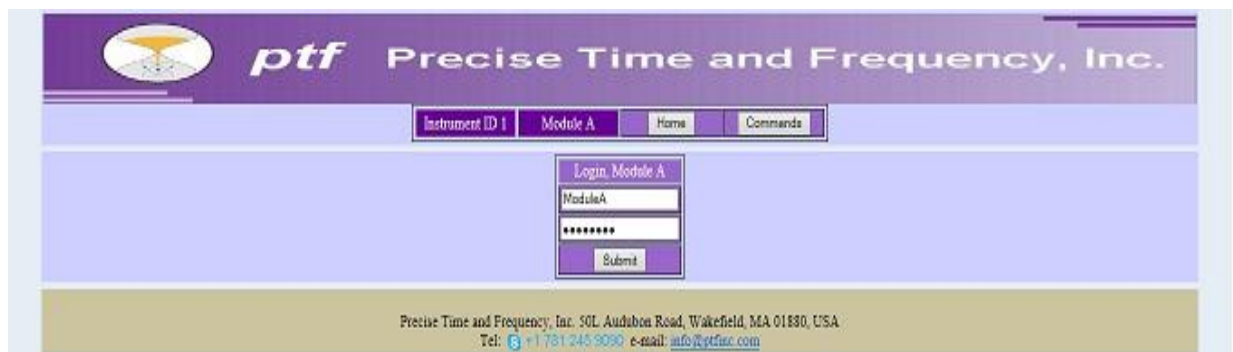 ptf Precise Time and Frequency, Inc.
Instrument ID 1 Module A Home Commands
Login, Module A
ModuleA
••••••••
Submit
Precise Time and Frequency, Inc. 50L Audubon Road, Wakefield, MA 01880, USA
Tel: +1 781 245 9090 e-mail: info@ptfinc.com